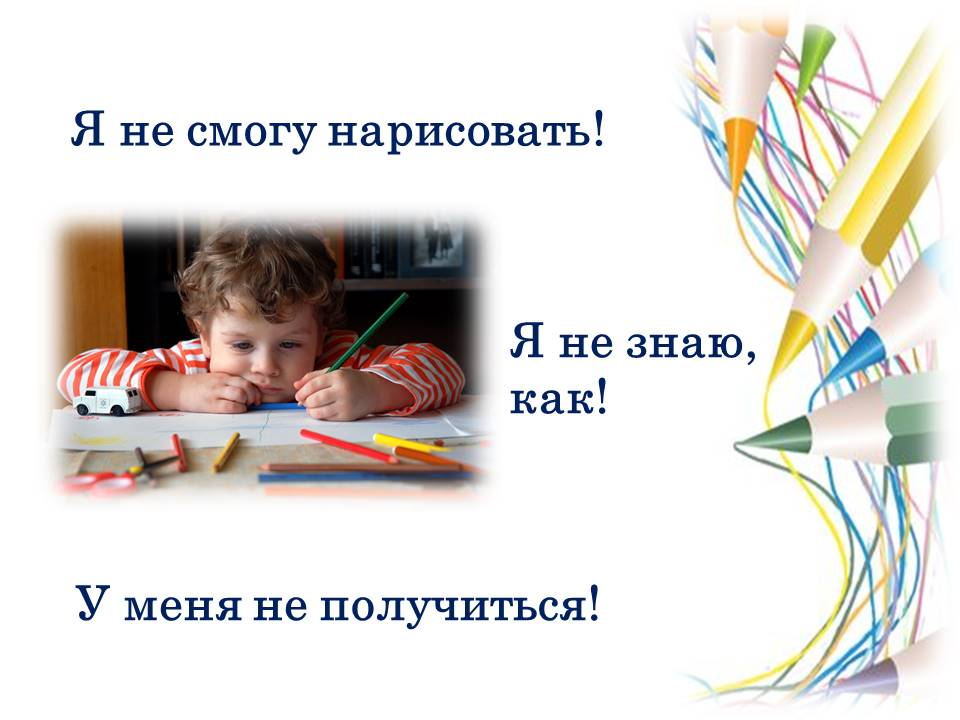 Я не смогу нарисовать!
Я не знаю,
как!
У меня не получиться!